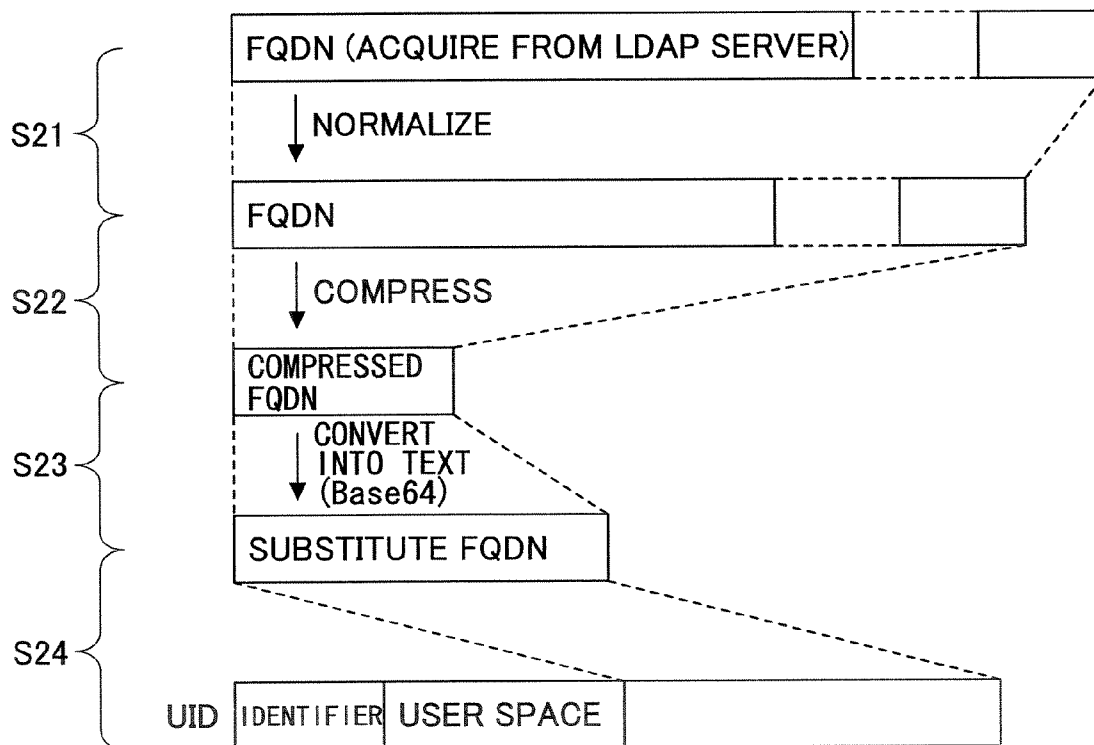 FQDN (ACQUIRE FROM LDAP SERVER)
S21
NORMALIZE
FQDN
S22
COMPRESS
COMPRESSED
FQDN
S23
CONVERT
INTO TEXT
(Base64)
SUBSTITUTE FQDN
S24
UID
IDENTIFIER
USER SPACE